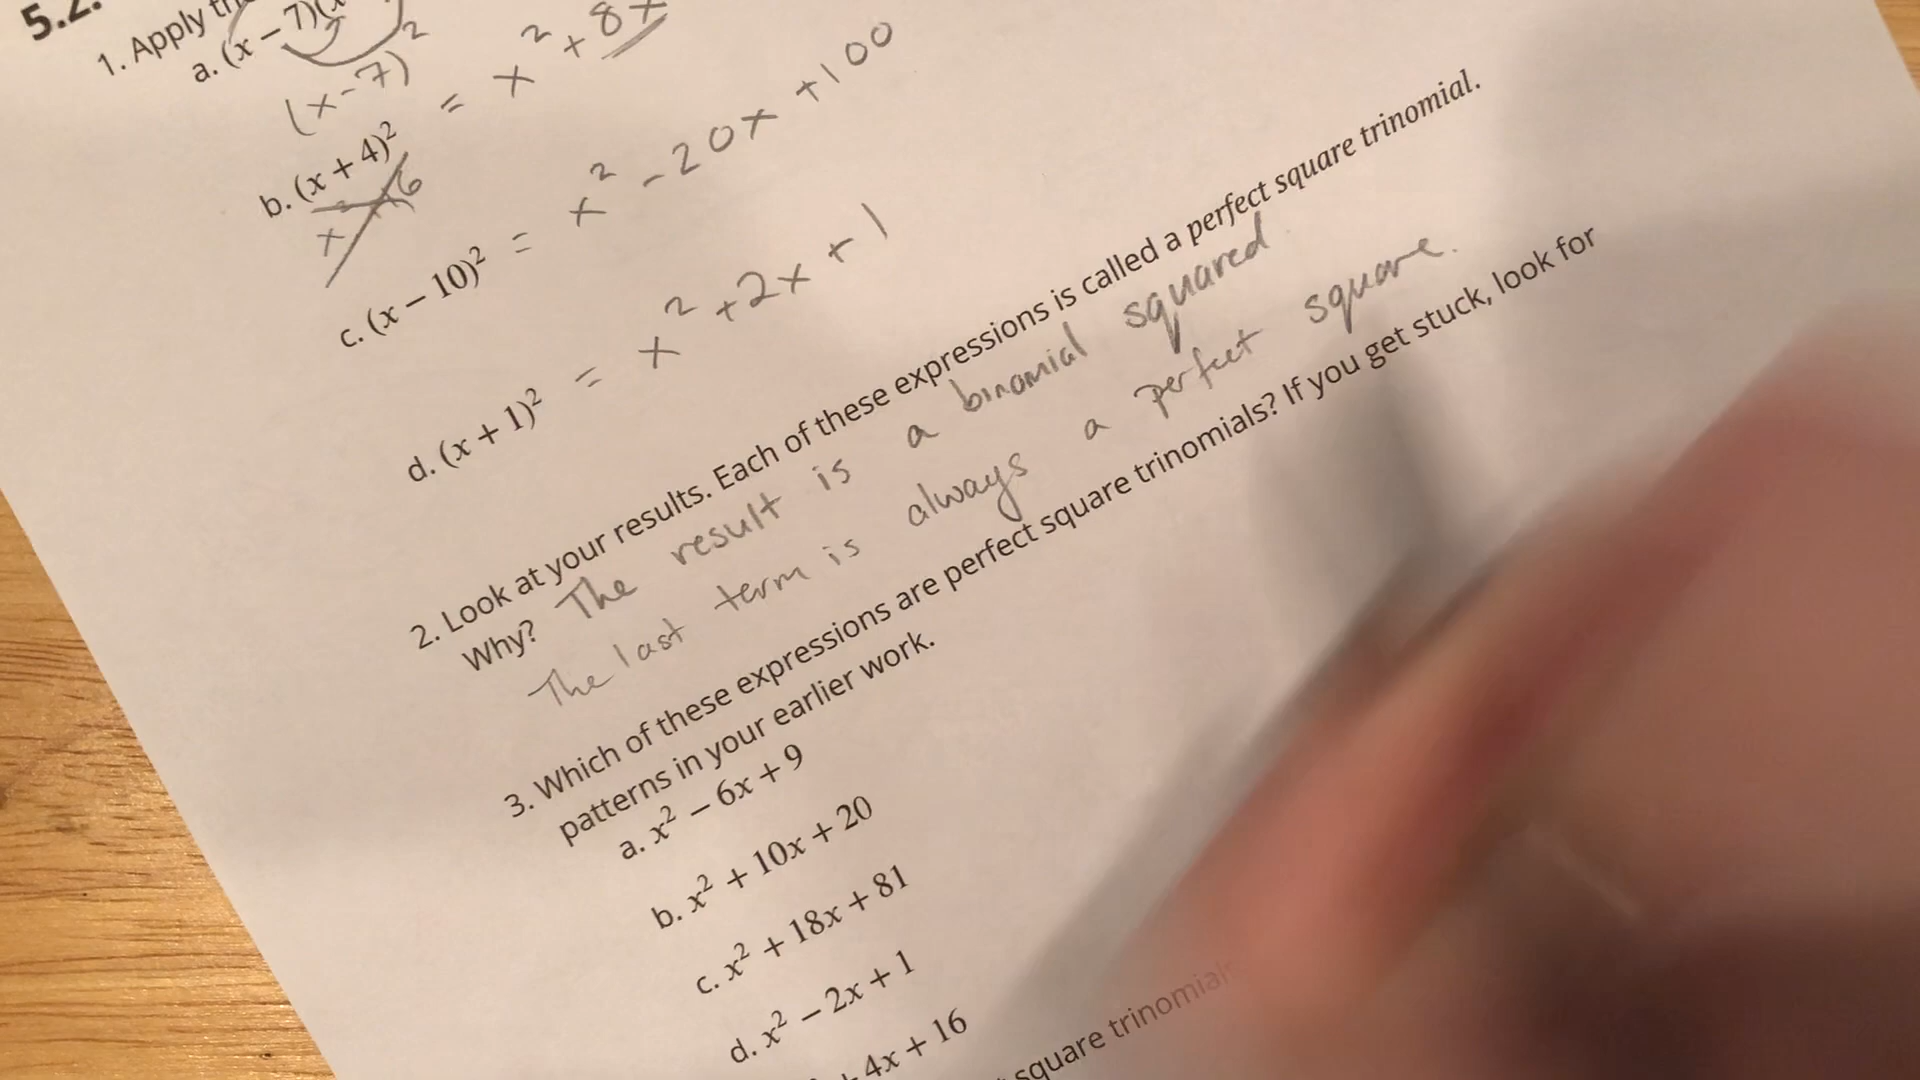 5.2.
1. Apply
a. (x − 7)(x
(x-7)²
b. (x + 4)² = x² + 8x
c. (x − 10)² = x² - 20x + 100
d. (x + 1)² = x² + 2x + 1
2. Look at your results. Each of these expressions is called a perfect square trinomial.
Why? The result is a binomial squared
The last term is always a perfect square.
3. Which of these expressions are perfect square trinomials? If you get stuck, look for
patterns in your earlier work.
a. x² − 6x + 9
b. x² + 10x + 20
c. x² + 18x + 81
d. x² − 2x + 1
+ 4x + 16
square